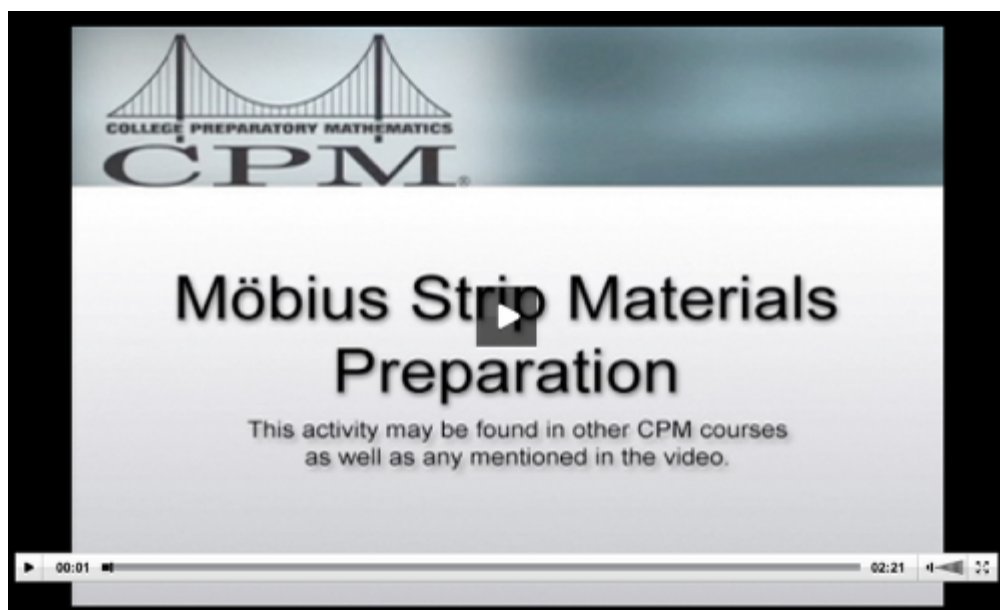 COLLEGE PREPARATORY MATHEMATICS
CPM®
Möbius Strip Materials
Preparation
This activity may be found in other CPM courses
as well as any mentioned in the video.
00:01
02:21